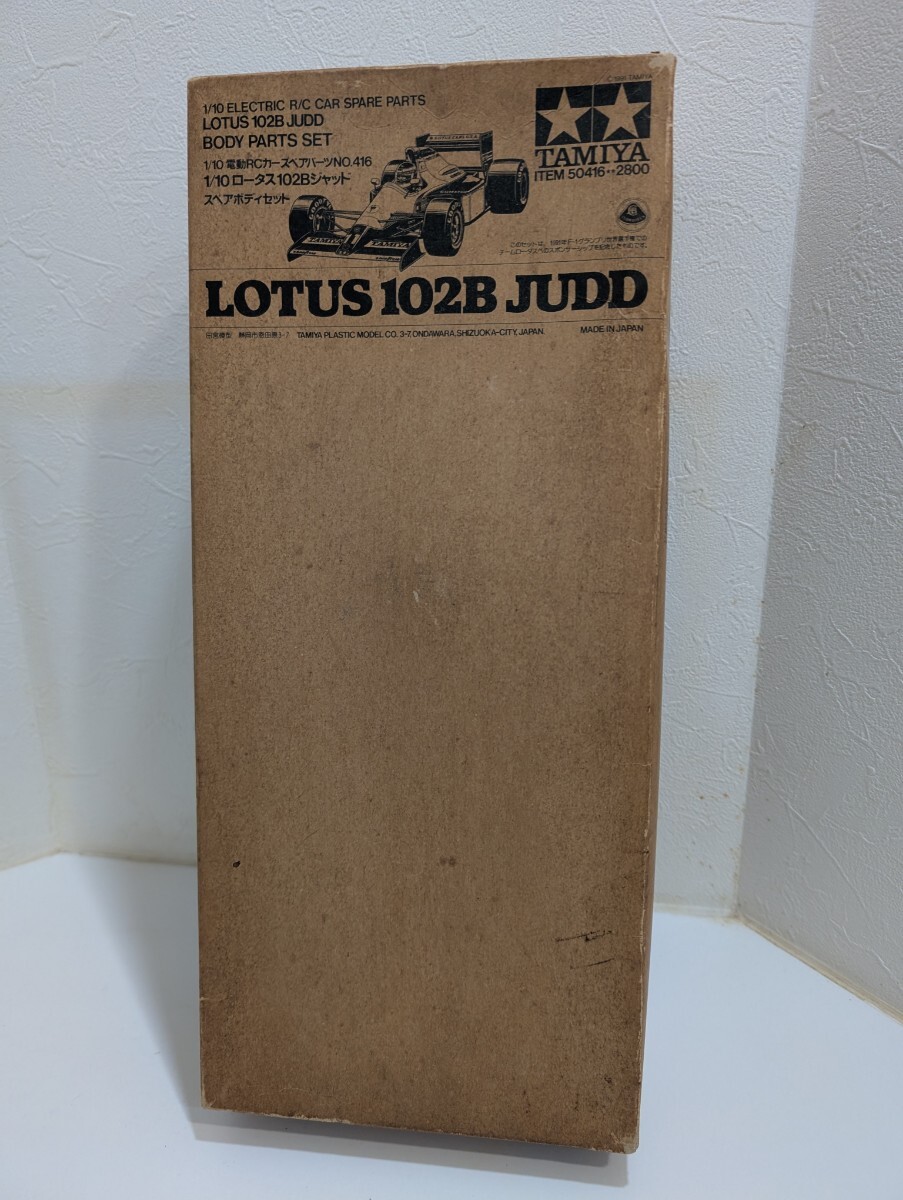 1/10 ELECTRIC R/C CAR SPARE PARTS
LOTUS 102B JUDD
BODY PARTS SET
1/10 電動RCカースペアパーツNO.416
1/10 ロータス102Bジャッド
スペアボディセット
TAMIYA
ITEM 50416**2800
LOTUS 102B JUDD
TAMIYA PLASTIC MODEL CO. 3-7, ONDAWARA, SHIZUOKA-CITY, JAPAN.
MADE IN JAPAN